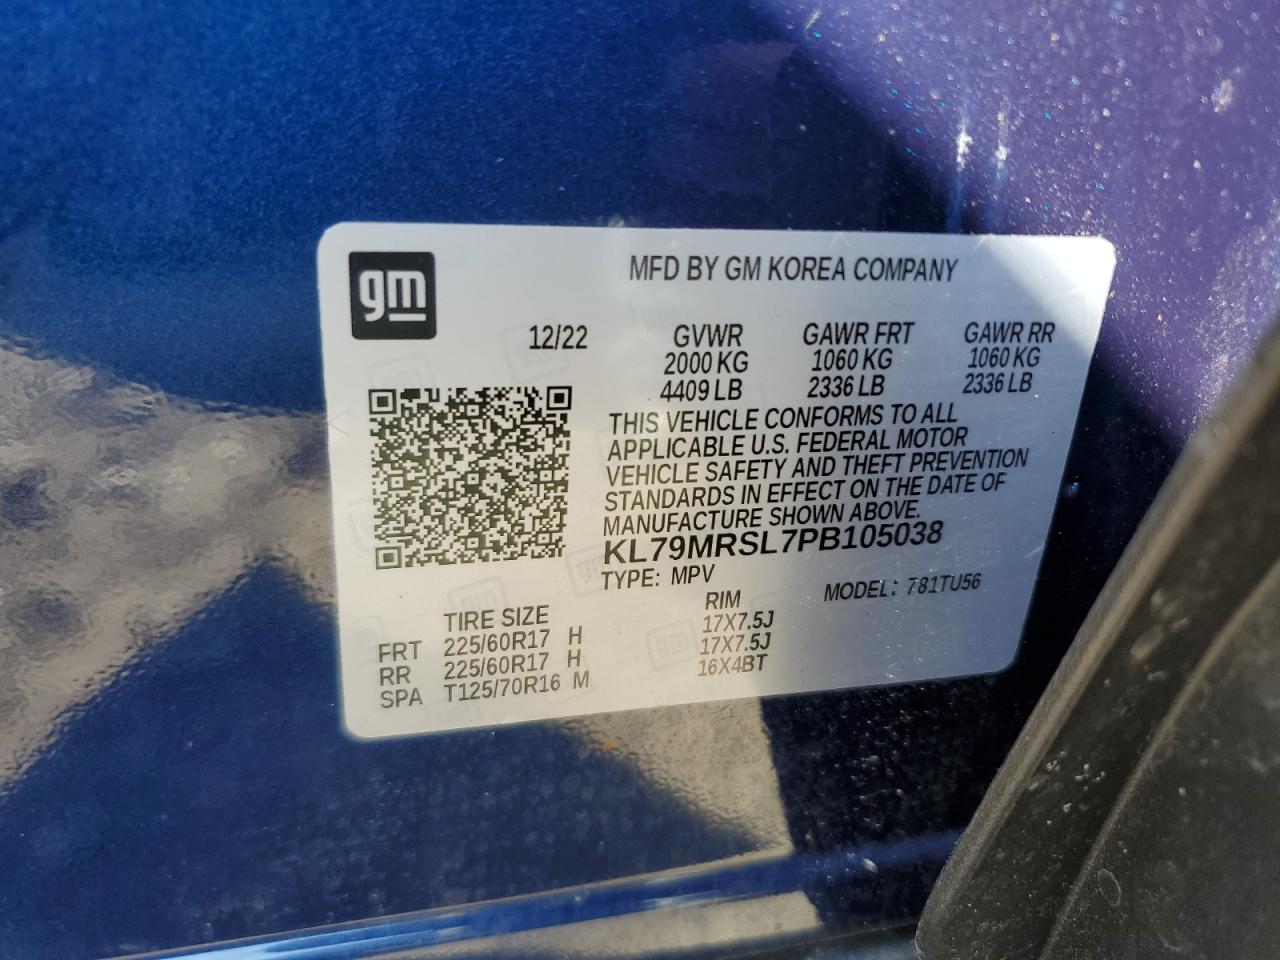 gm
MFD BY GM KOREA COMPANY
12/22 GVWR GAWR FRT GAWR RR
2000 KG 1060 KG 1060 KG
4409 LB 2336 LB 2336 LB
THIS VEHICLE CONFORMS TO ALL
APPLICABLE U.S. FEDERAL MOTOR
VEHICLE SAFETY AND THEFT PREVENTION
STANDARDS IN EFFECT ON THE DATE OF
MANUFACTURE SHOWN ABOVE.
KL79MRSL7PB105038
TYPE: MPV MODEL: 781TU56
TIRE SIZE RIM
FRT 225/60R17 H 17X7.5J
RR 225/60R17 H 17X7.5J
SPA T125/70R16 M 16X4BT